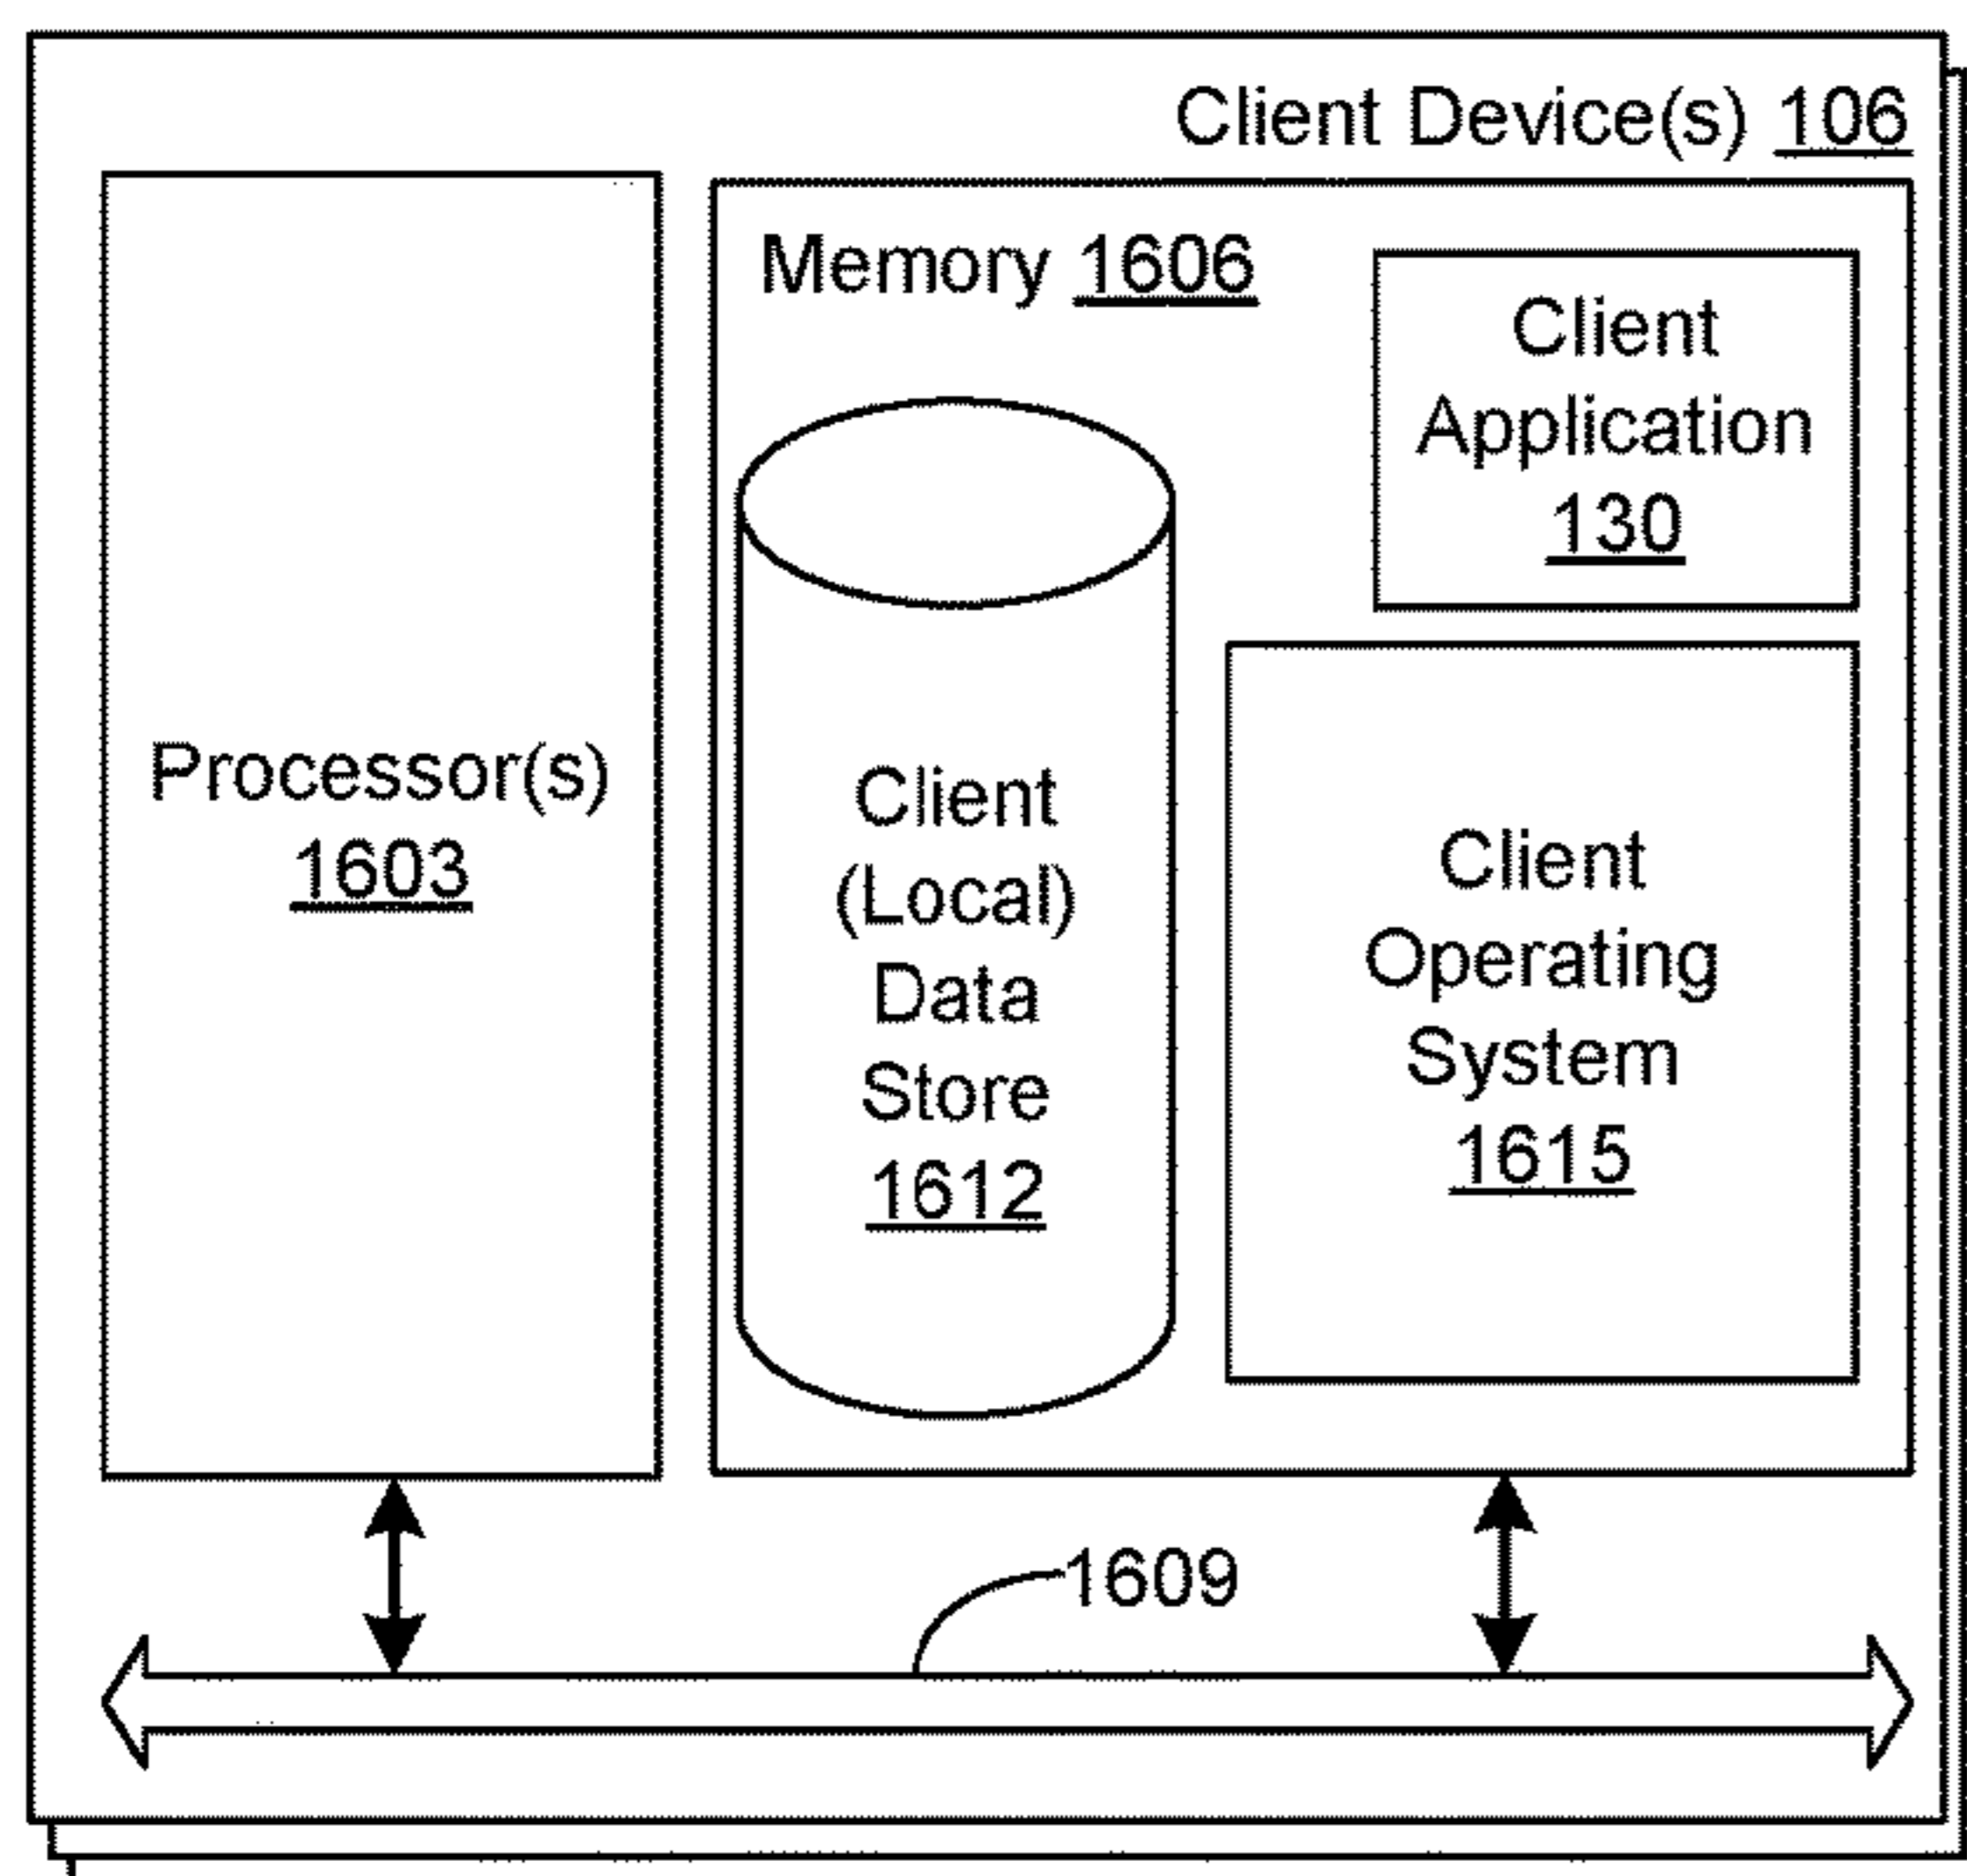 Client Device(s) 106
Memory 1606
Client
Application
130
Processor(s)
1603
Client
(Local)
Data
Store
1612
Client
Operating
System
1615
1609